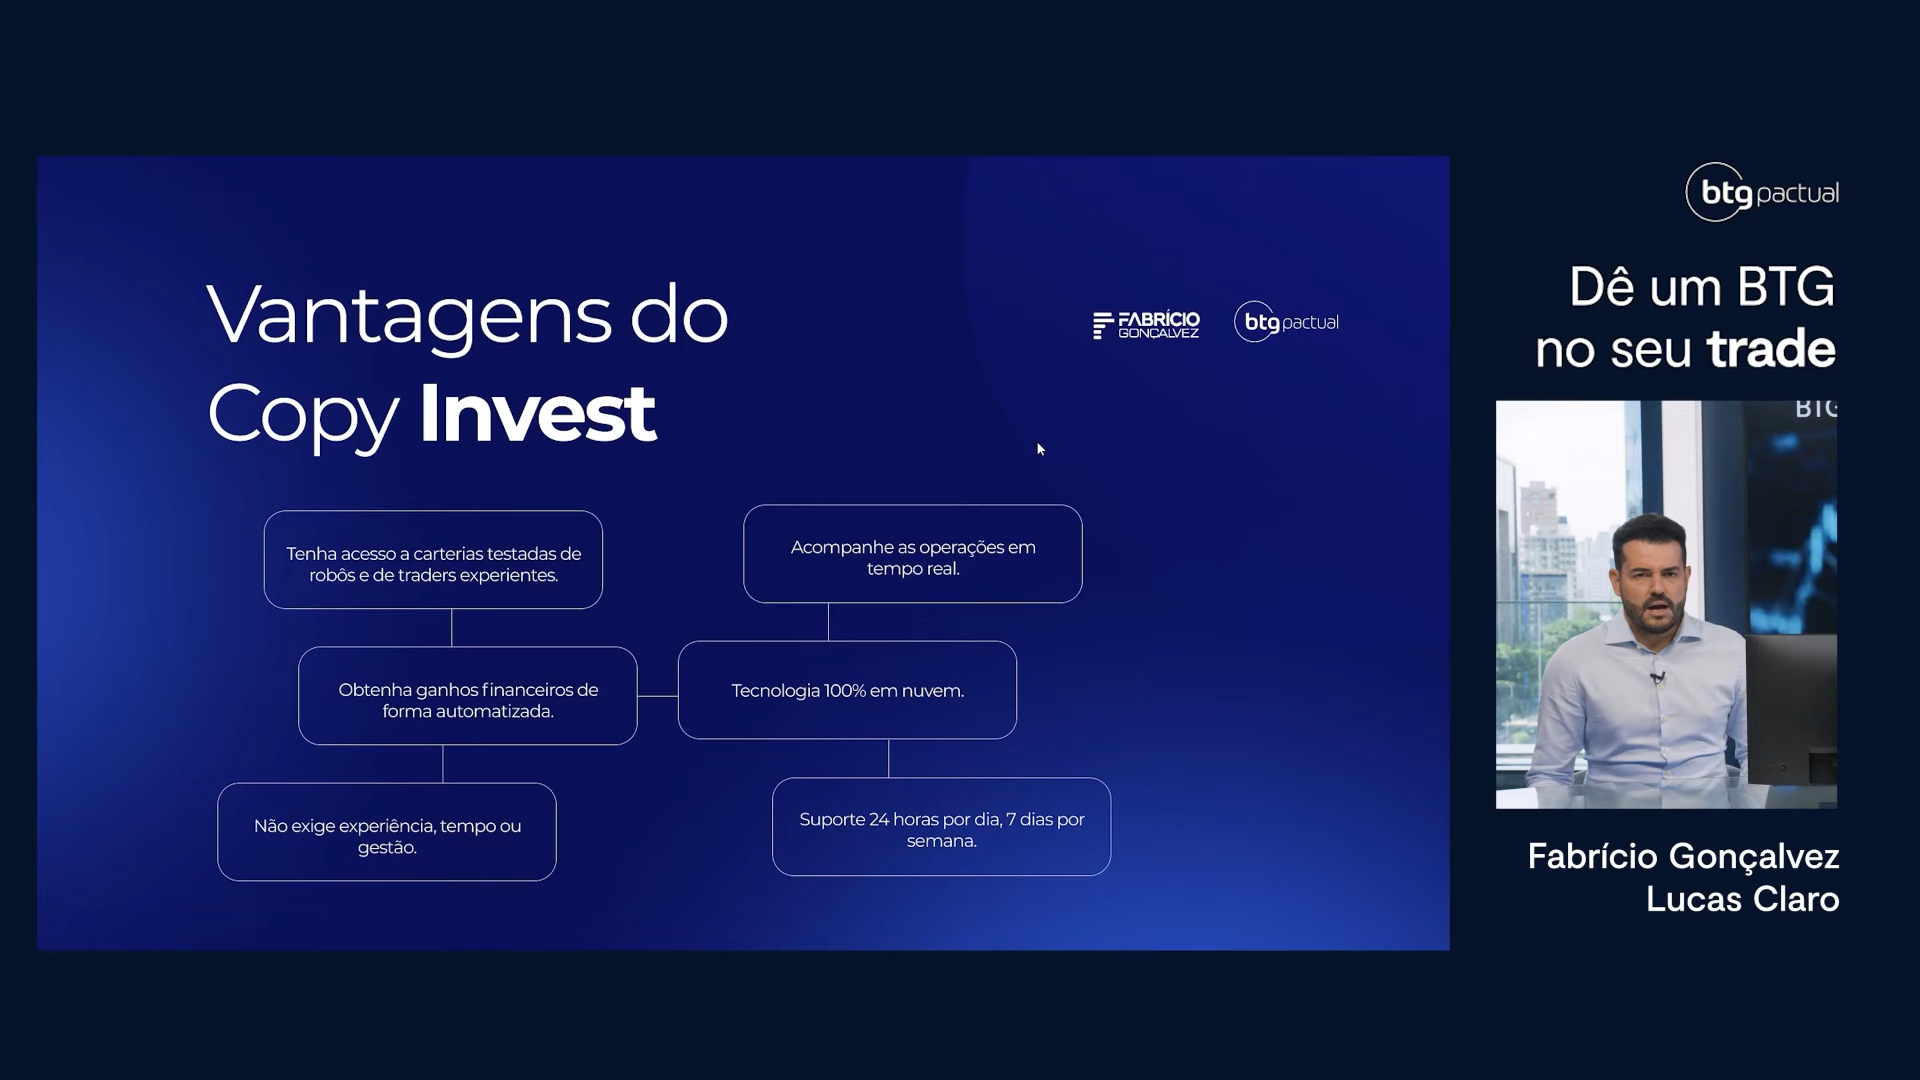 Vantagens do
Copy Invest
FABRÍCIO
GONÇALVEZ
btg pactual
Tenha acesso a carterias testadas de
robôs e de traders experientes.
Acompanhe as operações em
tempo real.
Obtenha ganhos financeiros de
forma automatizada.
Tecnologia 100% em nuvem.
Não exige experiência, tempo ou
gestão.
Suporte 24 horas por dia, 7 dias por
semana.
btg pactual
Dê um BTG
no seu trade
BTG
Fabrício Gonçalvez
Lucas Claro